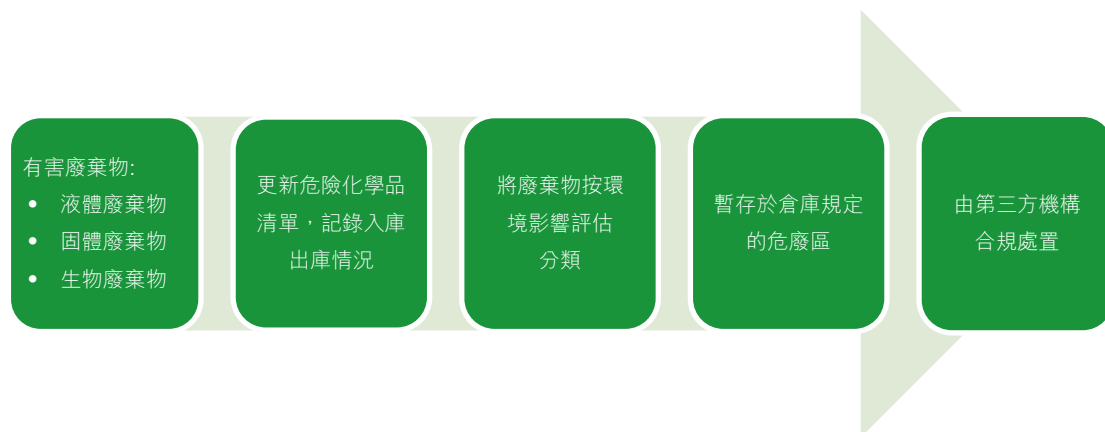 有害廢棄物:
• 液體廢棄物
• 固體廢棄物
• 生物廢棄物
更新危險化學品
清單，記錄入庫
出庫情況
將廢棄物按環
境影響評估
分類
暫存於倉庫規定
的危廢區
由第三方機構
合規處置